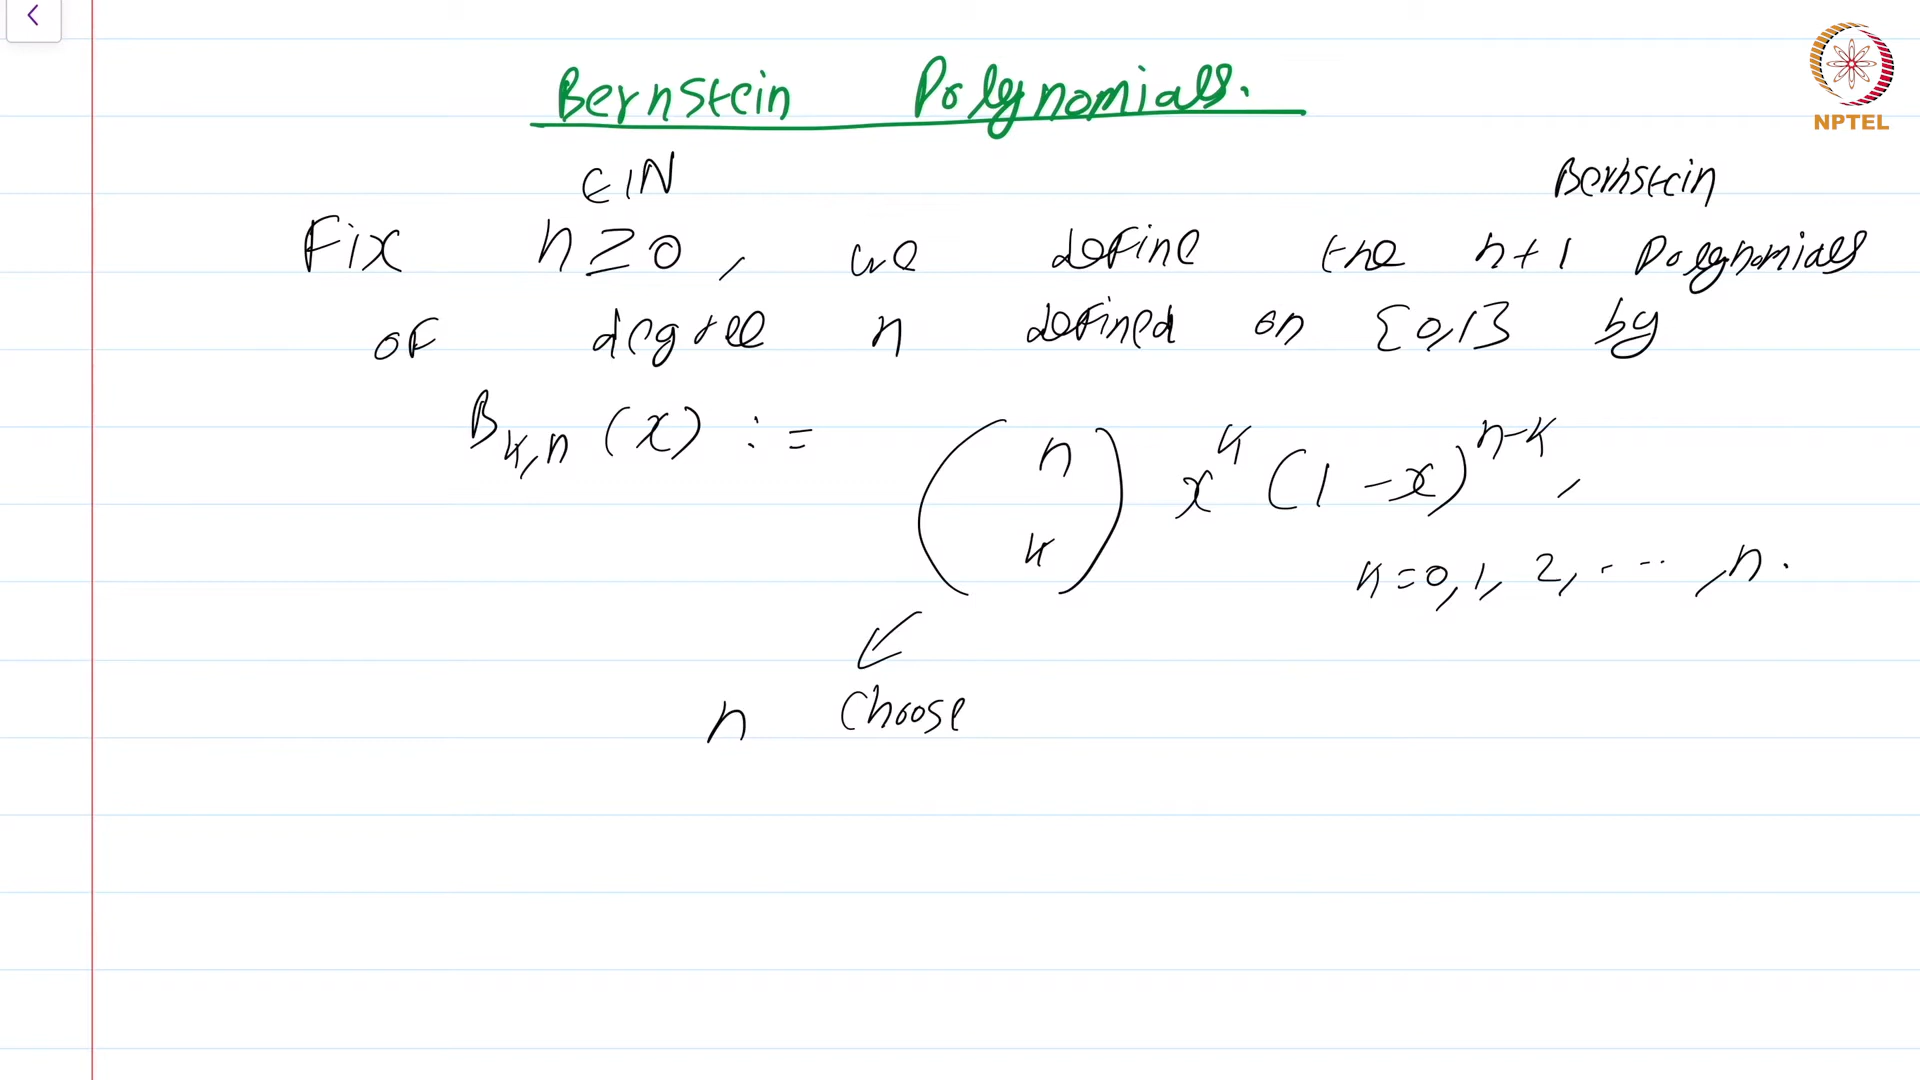 Bernstein Polynomials.
NPTEL
∈ ℕ
Bernstein
Fix n ≥ 0, we define the n+1 Polynomials
of degree n defined on [0,1] by
B_{k,n}(x) := \binom{n}{k} x^k (1-x)^{n-k},
k = 0, 1, 2, ..., n.
n choose